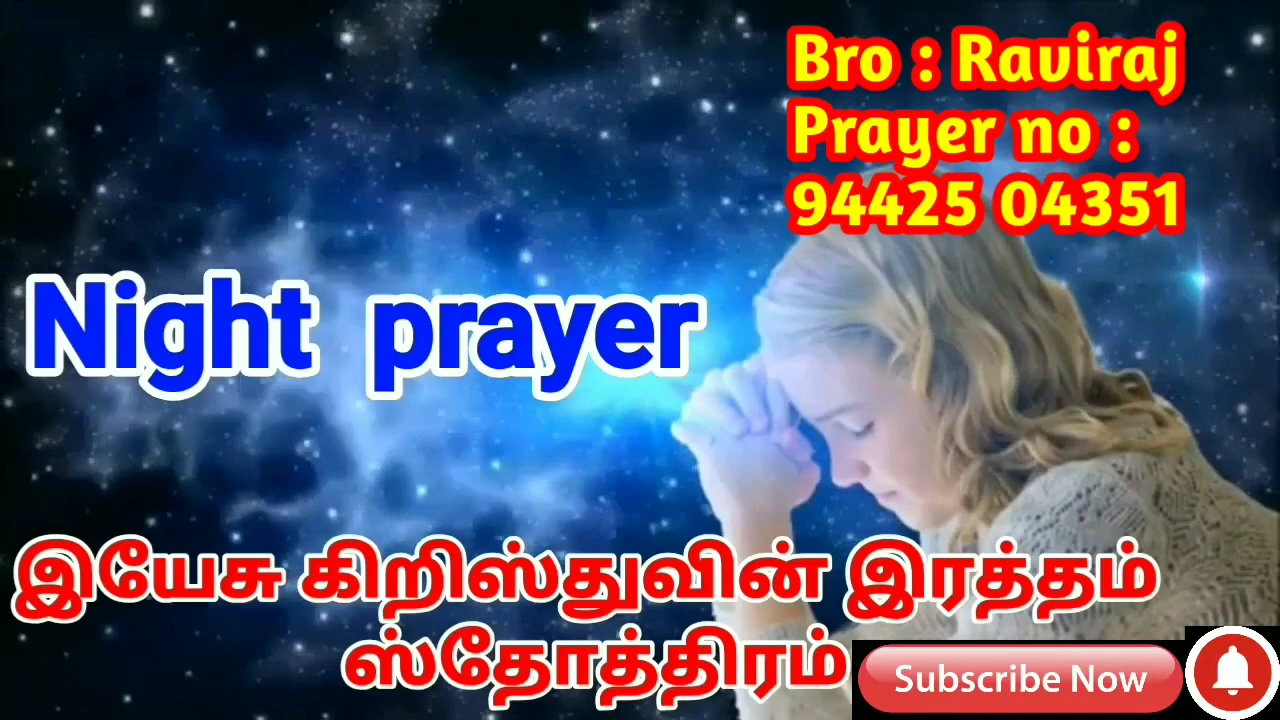 Bro : Raviraj
Prayer no :
94425 04351
Night prayer
இயேசு கிறிஸ்துவின் இரத்தம்
ஸ்தோத்திரம்
Subscribe Now